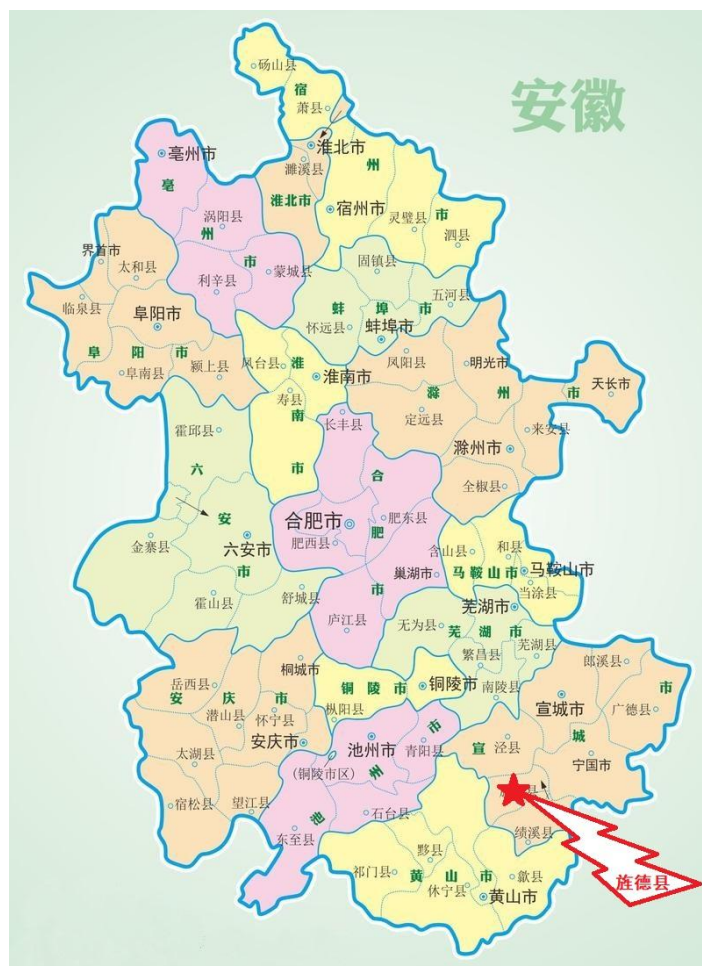 安徽
砀山县
宿
萧县
淮北市
濉溪县
州
亳州市
亳
淮北市
宿州市
灵璧县
市
泗县
涡阳县
州
界首市
太和县
市
利辛县
蒙城县
固镇县
五河县
临泉县
阜阳市
蚌埠市
怀远县
蚌埠市
阜阳市
阜南县
颍上县
凤台县
淮
淮南市
凤阳县
明光市
滁
天长市
寿县
南
州
市
定远县
来安县
霍邱县
长丰县
滁州市
六
市
合
全椒县
安
合肥市
肥东县
肥
肥西县
金寨县
六安市
含山县
和县
马鞍山市
市
巢湖市
马鞍山市
当涂县
霍山县
舒城县
市
芜湖市
庐江县
无为县
芜湖市
芜湖县
繁昌县
郎溪县
桐城市
岳西县
安庆市
铜陵市
铜陵市
南陵县
宣城市
市
广德县
枞阳县
潜山县
怀宁县
安庆市
池州市
市
青阳县
宣
泾县
城
太湖县
宁国市
(铜陵市区)
州
宿松县
望江县
石台县
池
县
东至县
绩溪县
黟县
祁门县
黄山市
歙县
休宁县
黄山市
旌德县